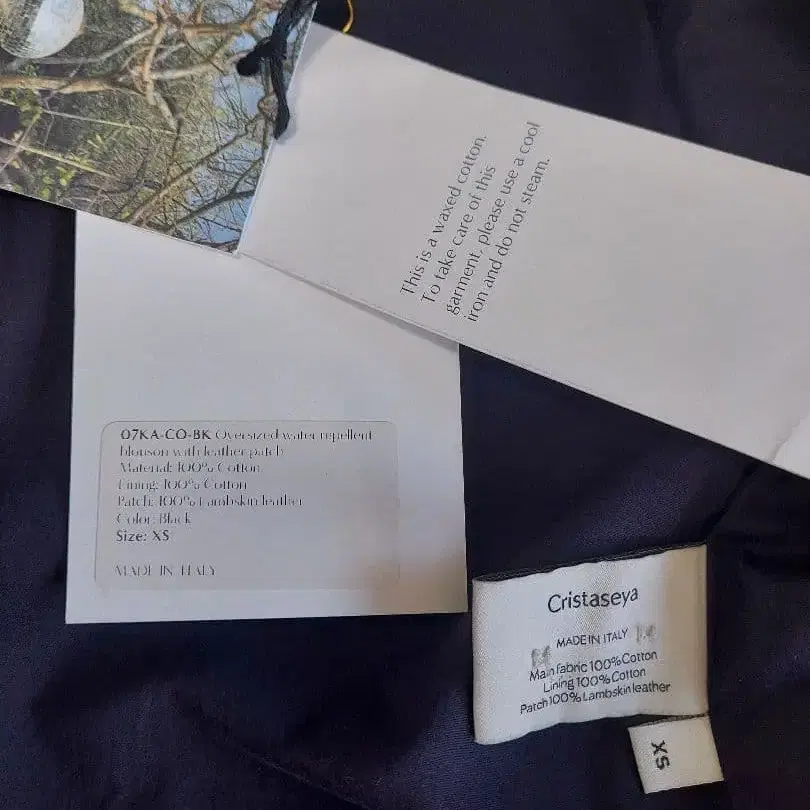 This is a waxed cotton.
To take care of this
garment, please use a cool
iron and do not steam.
07KA-CO-BK Oversized water repellent
blouson with leather patch
Material: 100% Cotton
Lining: 100% Cotton
Patch: 100% Lambskin leather
Color: Black
Size: XS
MADE IN ITALY
Cristaseya
MADE IN ITALY
Main fabric 100% Cotton
Lining 100% Cotton
Patch 100% Lambskin leather
XS